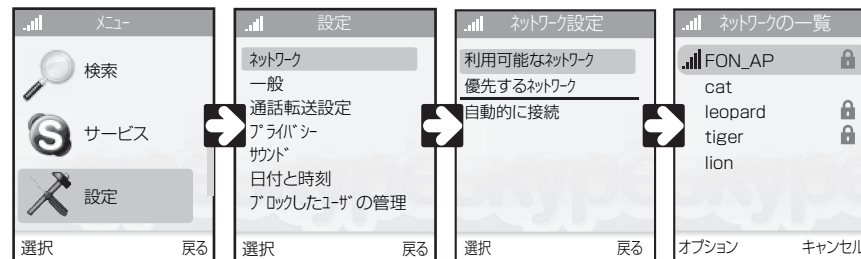 メニュー
検索
サービス
設定
選択 戻る
設定
ネットワーク
一般
通話転送設定
プライバシー
サウンド
日付と時刻
ブロックしたユーザの管理
選択 戻る
ネットワーク設定
利用可能なネットワーク
優先するネットワーク
自動的に接続
選択 戻る
ネットワークの一覧
FON_AP
cat
leopard
tiger
lion
オプション キャンセル